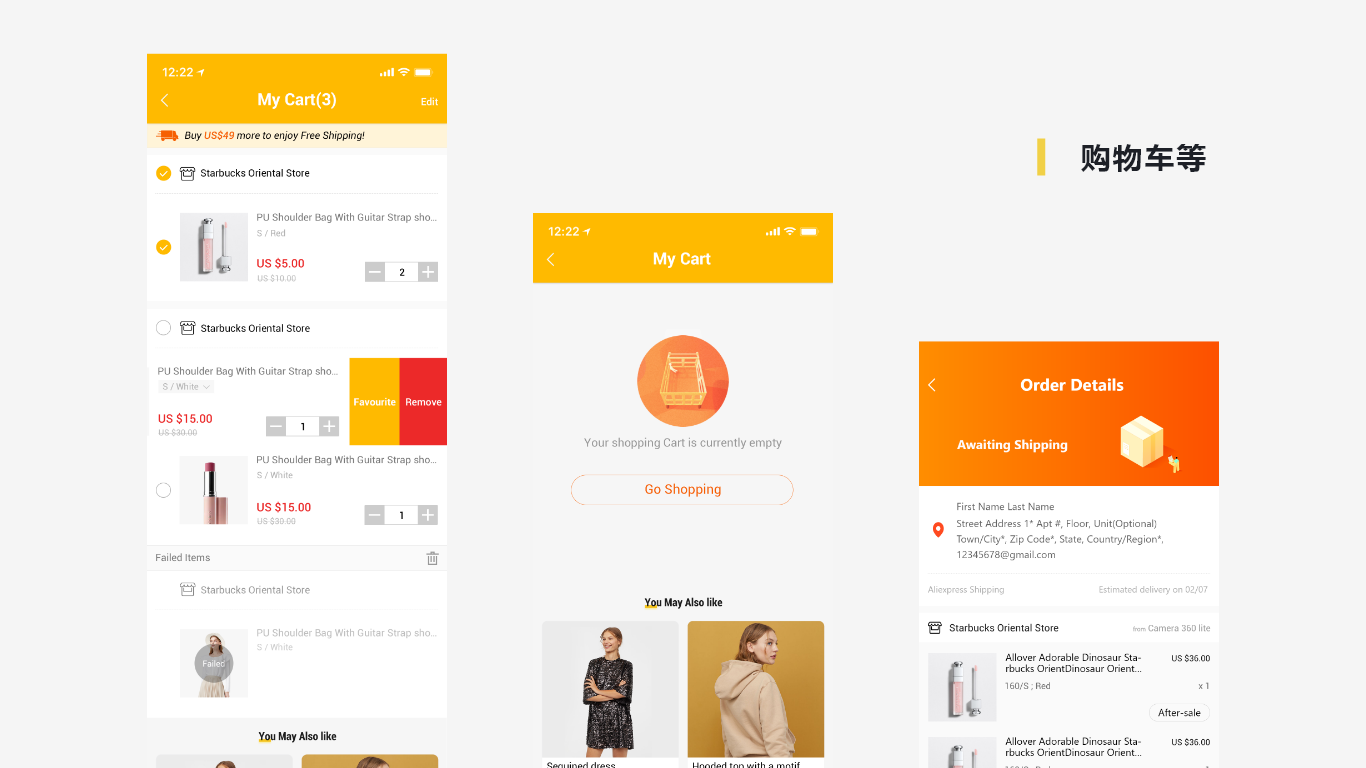 12:22
My Cart(3)
Edit
Buy US$49 more to enjoy Free Shipping!
Starbucks Oriental Store
PU Shoulder Bag With Guitar Strap sho...
S / Red
US $5.00
US $10.00
2
Starbucks Oriental Store
PU Shoulder Bag With Guitar Strap sho...
S / White
US $15.00
US $30.00
1
Favourite
Remove
PU Shoulder Bag With Guitar Strap sho...
S / White
US $15.00
US $30.00
1
Failed Items
Starbucks Oriental Store
PU Shoulder Bag With Guitar Strap sho...
S / White
Failed
You May Also like
12:22
My Cart
Your shopping Cart is currently empty
Go Shopping
You May Also like
Sequined dress
Hooded top with a motif
购物车等
Order Details
Awaiting Shipping
First Name Last Name
Street Address 1* Apt #, Floor, Unit(Optional)
Town/City*, Zip Code*, State, Country/Region*,
12345678@gmail.com
Aliexpress Shipping
Estimated delivery on 02/07
Starbucks Oriental Store
from Camera 360 lite
Allover Adorable Dinosaur Sta-
rbucks OrientDinosaur Orient...
US $36.00
160/S ; Red
x 1
After-sale
Allover Adorable Dinosaur Sta-
rbucks OrientDinosaur Orient...
US $36.00